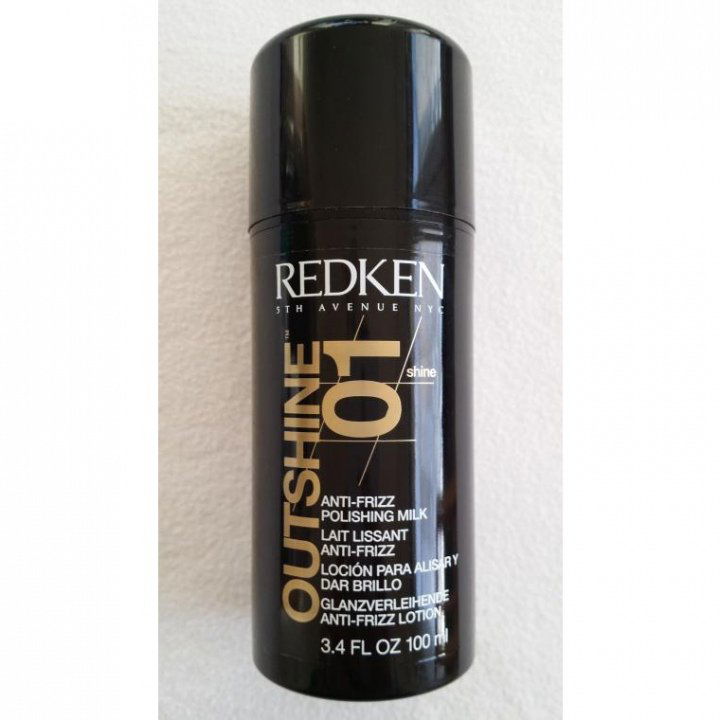 REDKEN
5TH AVENUE NYC
OUTSHINE™
01
shine
ANTI-FRIZZ
POLISHING MILK
LAIT LISSANT
ANTI-FRIZZ
LOCIÓN PARA ALISAR Y
DAR BRILLO
GLANZVERLEIHENDE
ANTI-FRIZZ LOTION
3.4 FL OZ 100 ml